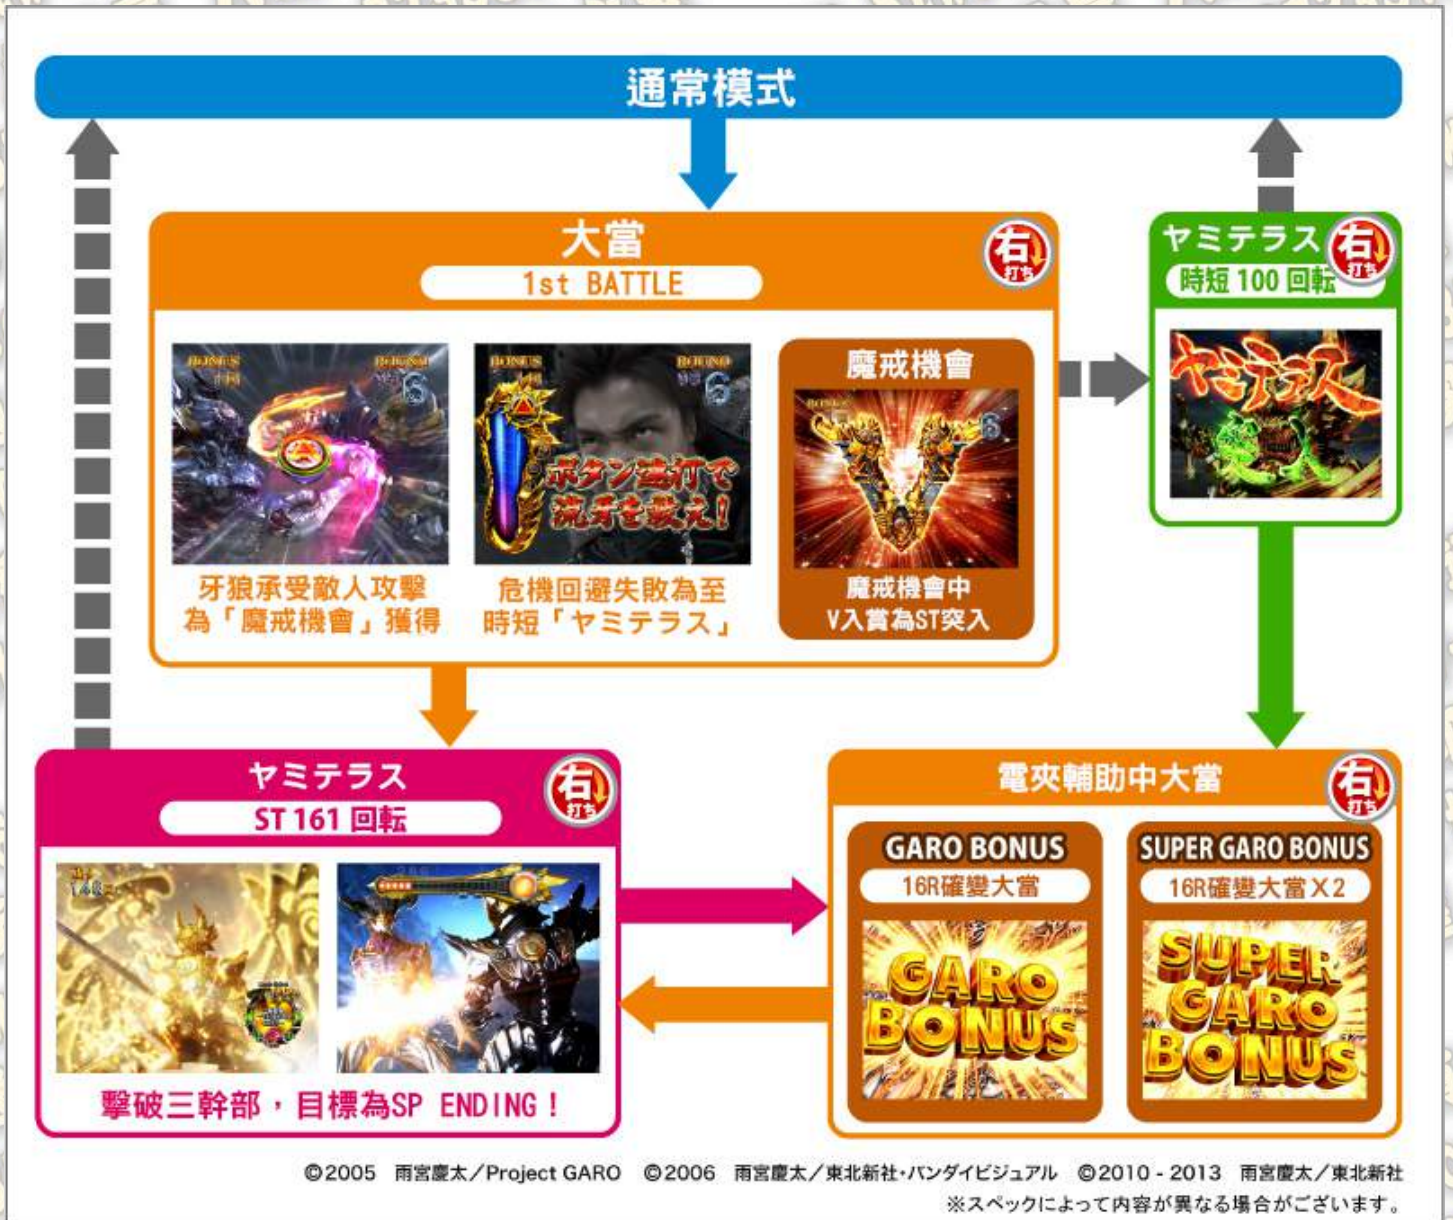 通常模式
大當
右
打ち
1st BATTLE
ヤミテラス
右
打ち
時短 100 回転
BONUS
ROUND
6
BONUS
ROUND
6
ボタン連打で
流牙を救え!
魔戒機會
6
ヤミテラス
突入
牙狼承受敵人攻擊
為「魔戒機會」獲得
危機回避失敗為至
時短「ヤミテラス」
魔戒機會中
V入賞為ST突入
ヤミテラス
右
打ち
ST 161 回転
擊破三幹部,目標為SP ENDING!
電夾輔助中大當
右
打ち
GARO BONUS
16R確變大當
GARO
BONUS
SUPER GARO BONUS
16R確變大當X2
SUPER
GARO
BONUS
©2005 雨宮慶太/Project GARO ©2006 雨宮慶太/東北新社・バンダイビジュアル ©2010 - 2013 雨宮慶太/東北新社
※スペックによって内容が異なる場合がございます。